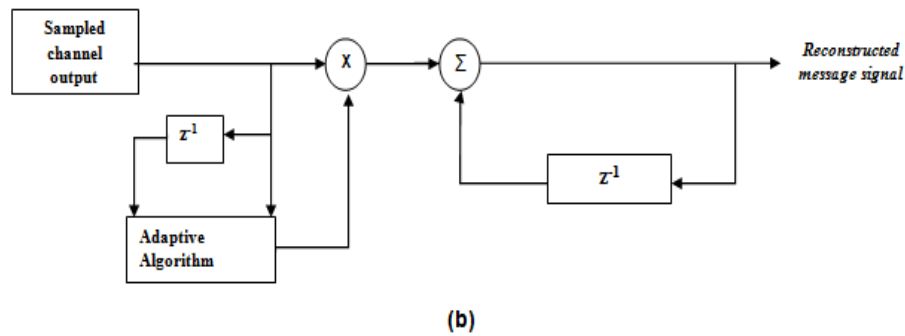 Sampled
channel
output
X
Σ
Reconstructed
message signal
z⁻¹
z⁻¹
Adaptive
Algorithm
(b)